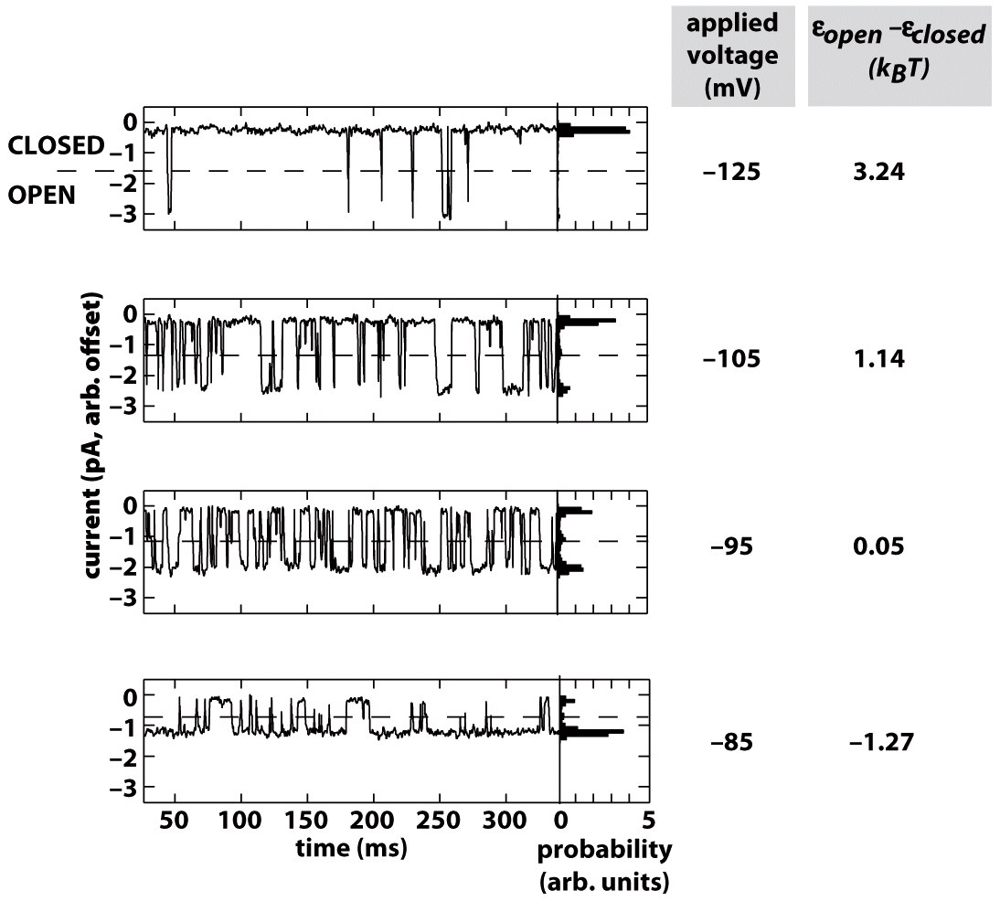 applied
voltage
(mV)
εopen –εclosed
(kBT)
CLOSED
OPEN
0
–1
–2
–3
–125
3.24
0
–1
–2
–3
–105
1.14
current (pA, arb. offset)
0
–1
–2
–3
–95
0.05
0
–1
–2
–3
–85
–1.27
50 100 150 200 250 300 0 5
time (ms)
probability
(arb. units)